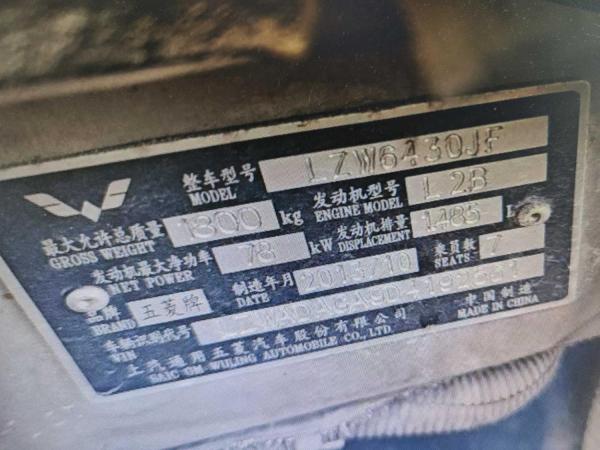 整车型号 LZW6430JF
MODEL
最大允许总质量 1800 kg 发动机型号 L2B
GROSS WEIGHT ENGINE MODEL
发动机最大净功率 78 kW 发动机排量 1485 L
NET POWER DISPLACEMENT
品牌 五菱牌 制造年月 2013/10 乘员数 7
BRAND DATE SEATS
车辆识别代号
VIN
上汽通用五菱汽车股份有限公司 中国制造
SAIC GM WULING AUTOMOBILE CO., LTD. MADE IN CHINA